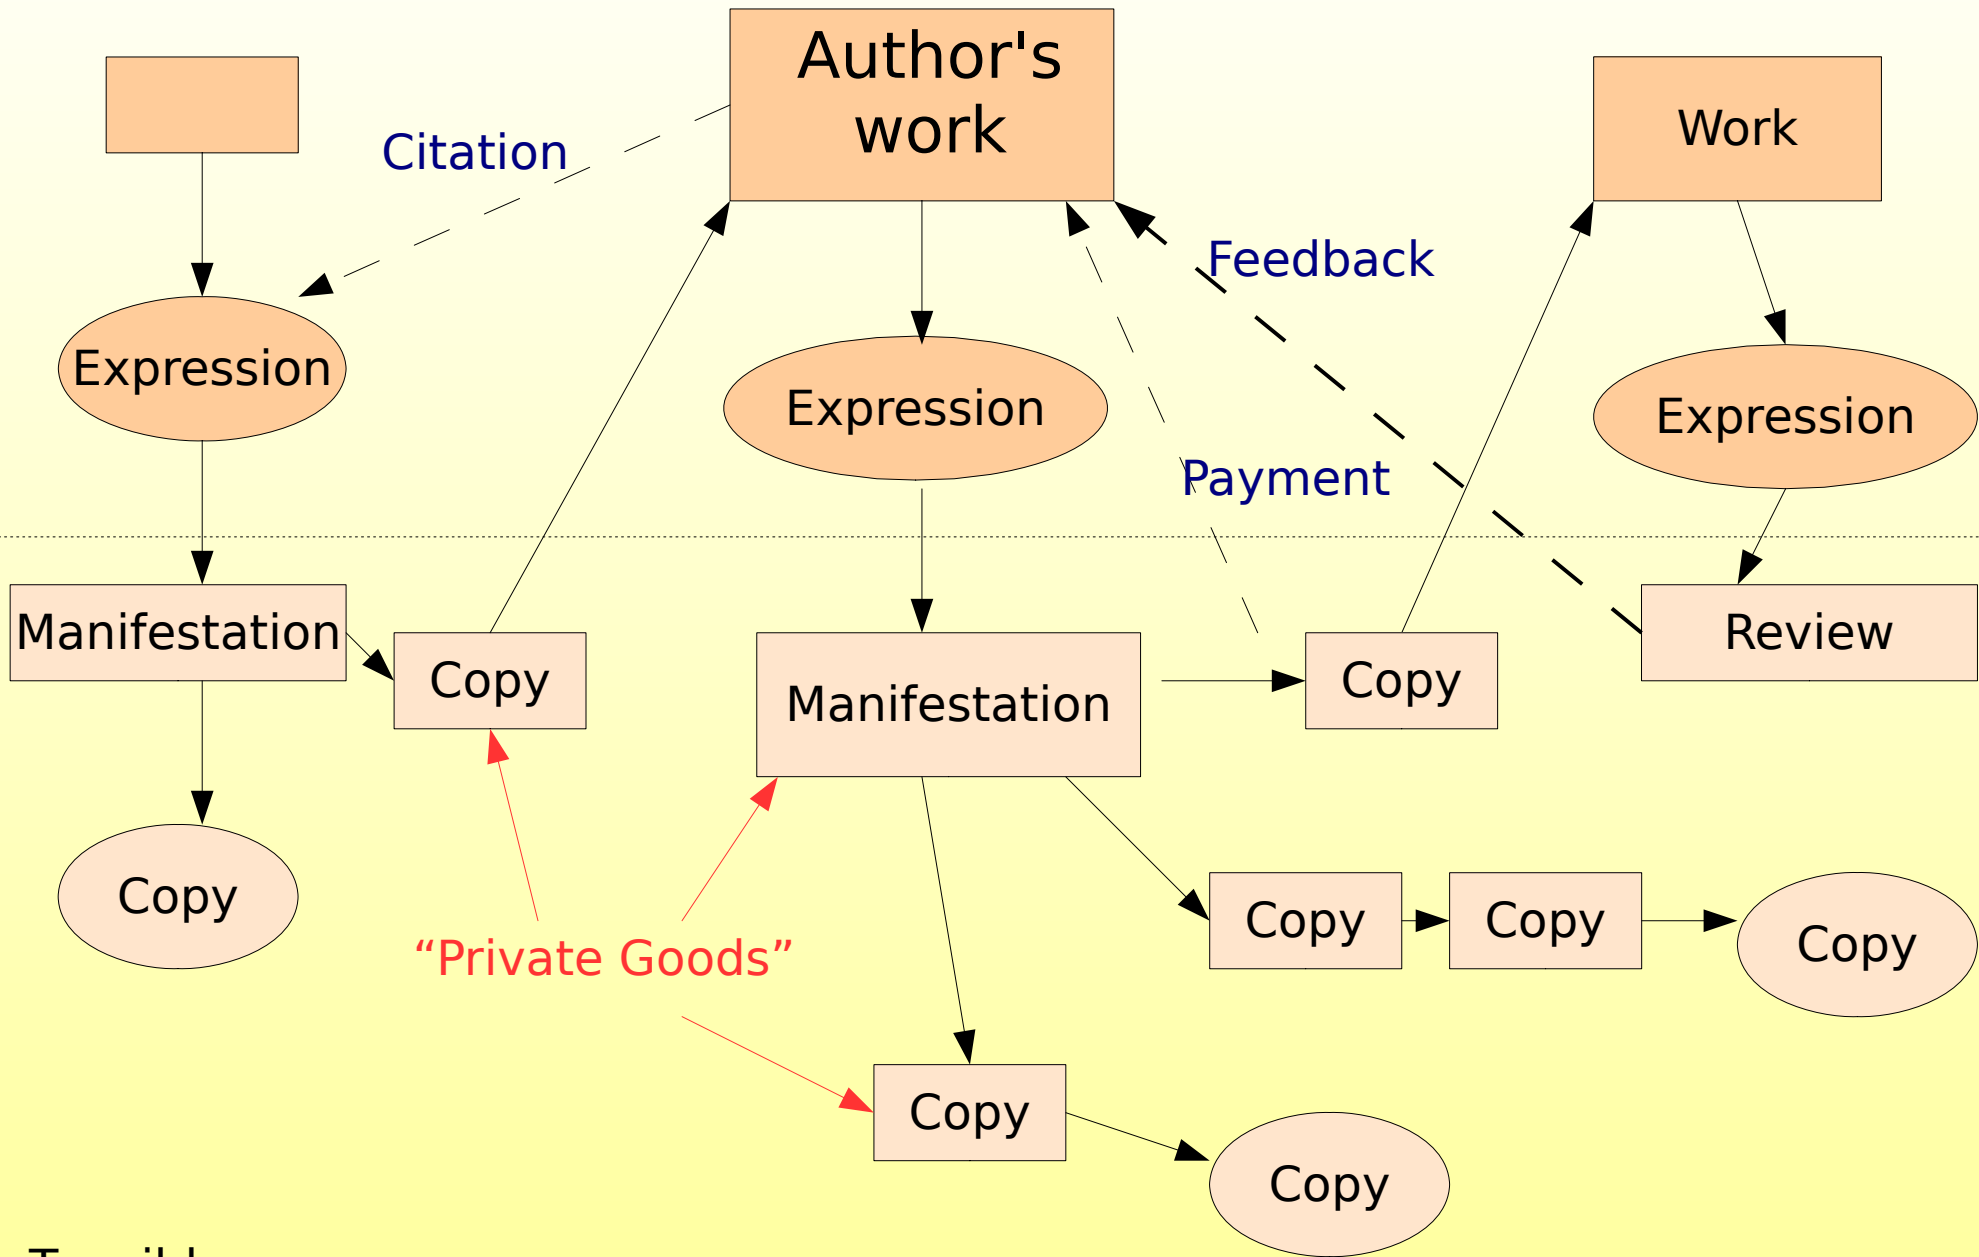 Author's
work
Work
Citation
Feedback
Expression
Expression
Expression
Payment
Manifestation
Copy
Manifestation
Copy
Review
Copy
“Private Goods”
Copy
Copy
Copy
Copy
Copy